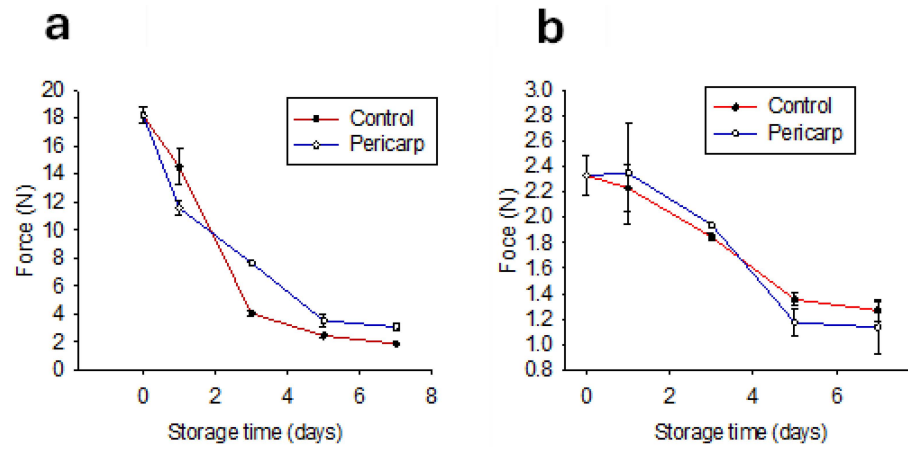 a
20
18
16
14
12
10
8
6
4
2
0
Force (N)
Control
Pericarp
0 2 4 6 8
Storage time (days)
b
3.0
2.8
2.6
2.4
2.2
2.0
1.8
1.6
1.4
1.2
1.0
0.8
Foce (N)
Control
Pericarp
0 2 4 6
Storage time (days)